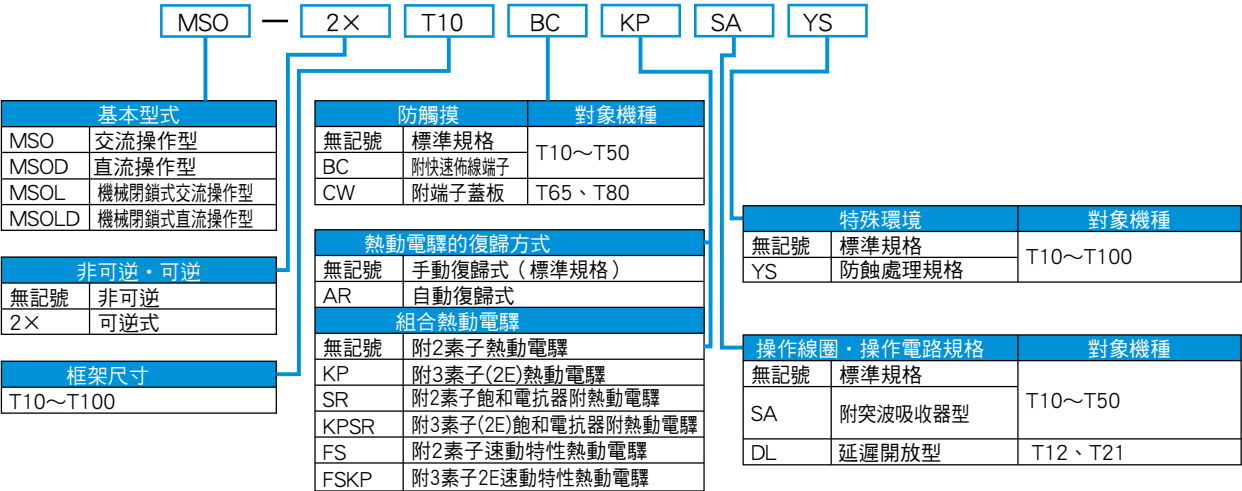 MSO － 2× T10 BC KP SA YS
基本型式
MSO 交流操作型
MSOD 直流操作型
MSOL 機械閉鎖式交流操作型
MSOLD 機械閉鎖式直流操作型
非可逆・可逆
無記號 非可逆
2× 可逆式
框架尺寸
T10～T100
防觸摸 對象機種
無記號 標準規格 T10～T50
BC 附快速佈線端子
CW 附端子蓋板 T65、T80
熱動電驛的復歸方式
無記號 手動復歸式（標準規格）
AR 自動復歸式
組合熱動電驛
無記號 附2素子熱動電驛
KP 附3素子(2E)熱動電驛
SR 附2素子飽和電抗器附熱動電驛
KPSR 附3素子(2E)飽和電抗器附熱動電驛
FS 附2素子速動特性熱動電驛
FSKP 附3素子2E速動特性熱動電驛
特殊環境 對象機種
無記號 標準規格 T10～T100
YS 防蝕處理規格
操作線圈・操作電路規格 對象機種
無記號 標準規格 T10～T50
SA 附突波吸收器型
DL 延遲開放型 T12、T21